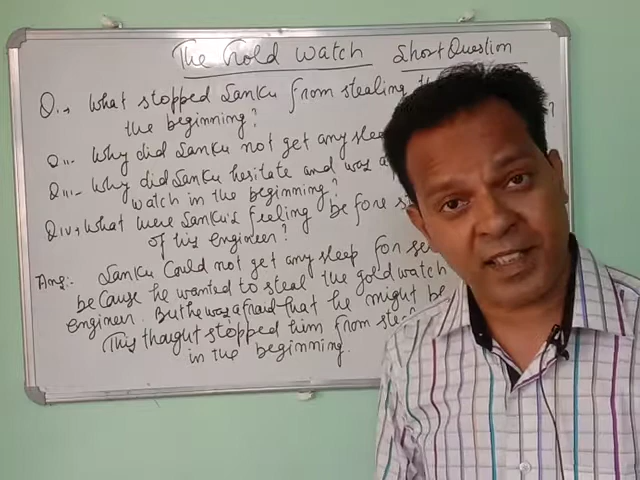 The Gold Watch Short Question
Q.i→ What stopped Sanku from stealing
the beginning? ?
Q ii- Why did Sanku not get any
Q iii- Why did Sanku hesitate and was
watch in the beginning?
Q iv→ What were Sanku's feeling before
of his engineer?
Ans:- Sanku Could not get any sleep for
because he wanted to steal the gold watch
engineer. But he was afraid that he might be
This thought stopped him from
in the beginning.